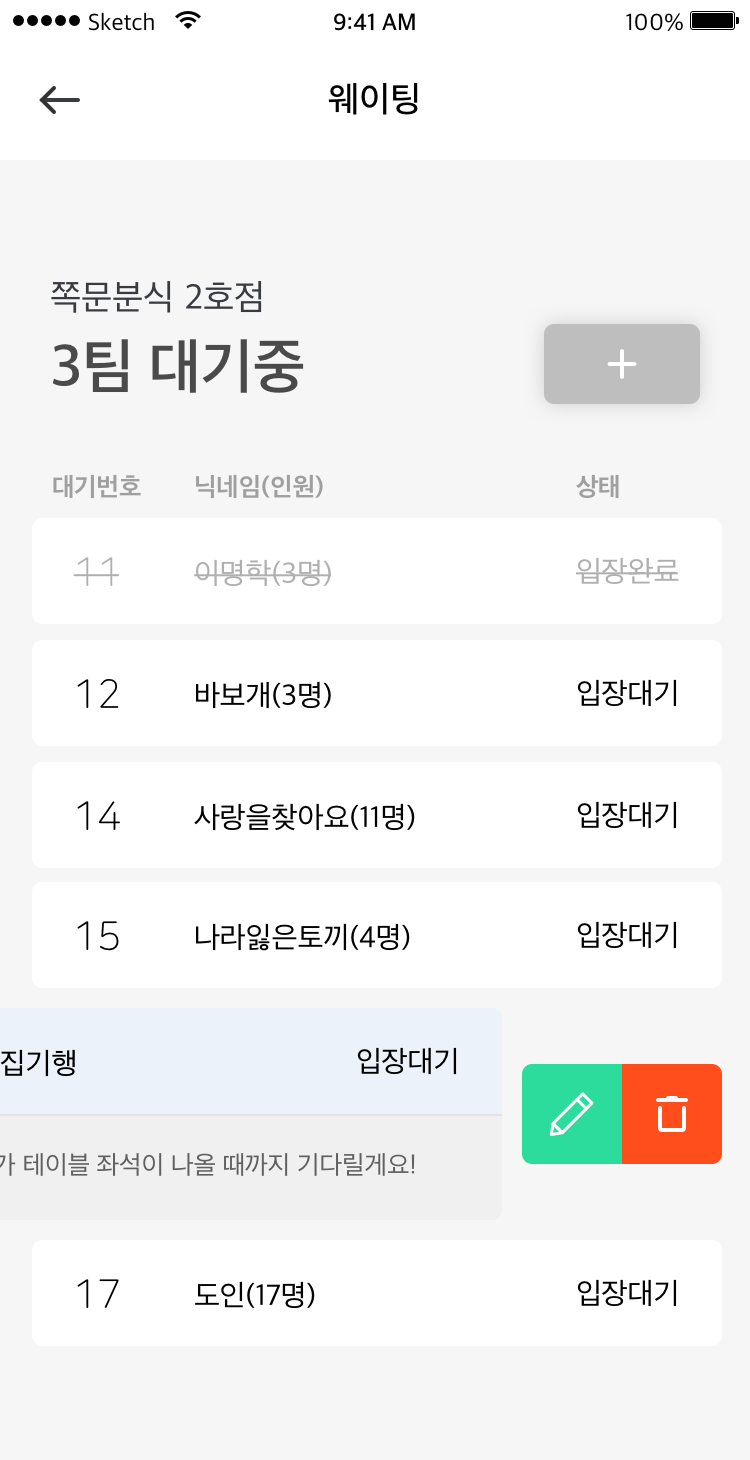 ●●●●● Sketch 9:41 AM 100%
웨이팅
쪽문분식 2호점
3팀 대기중
대기번호 닉네임(인원) 상태
11 이명학(3명) 입장완료
12 바보개(3명) 입장대기
14 사랑을찾아요(11명) 입장대기
15 나라잃은토끼(4명) 입장대기
집기행 입장대기
가 테이블 좌석이 나올 때까지 기다릴게요!
17 도인(17명) 입장대기